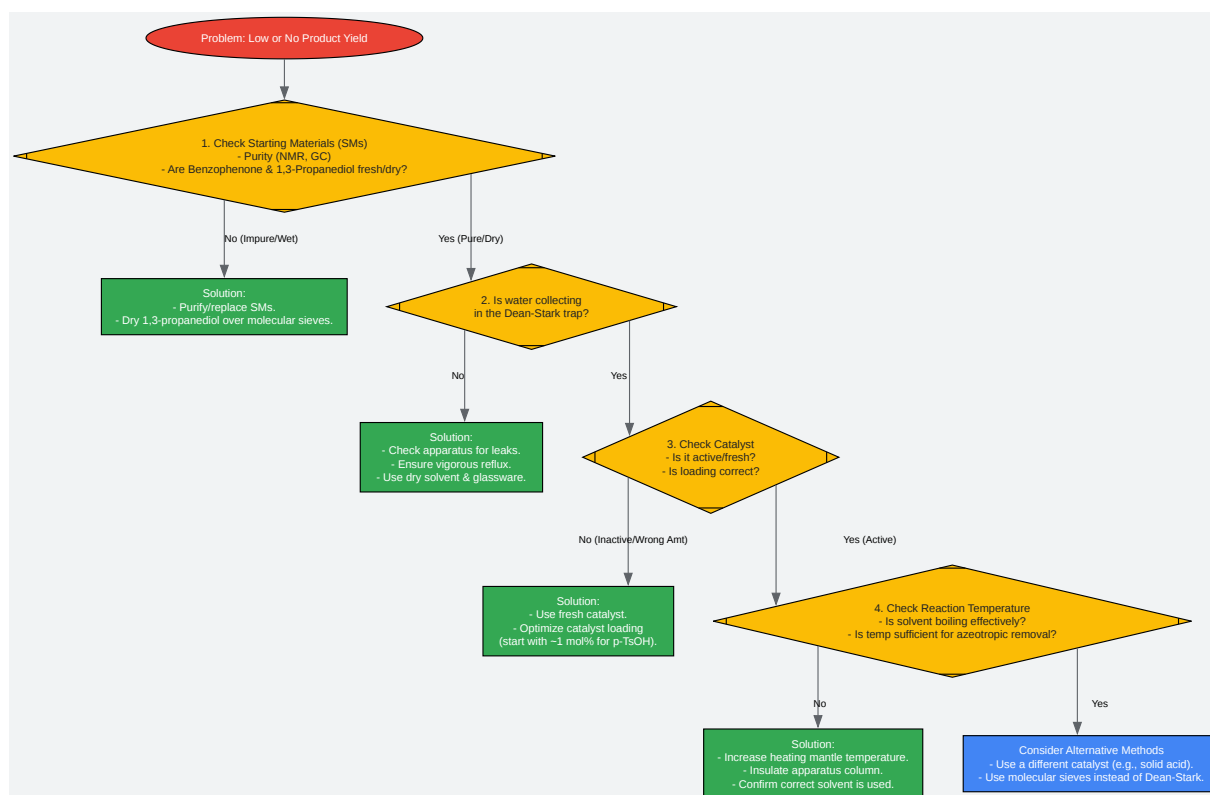 Problem: Low or No Product Yield
1. Check Starting Materials (SMs)
- Purity (NMR, GC)
- Are Benzophenone & 1,3-Propanediol fresh/dry?
No (Impure/Wet)
Yes (Pure/Dry)
Solution:
- Purify/replace SMs.
- Dry 1,3-propanediol over molecular sieves.
2. Is water collecting
in the Dean-Stark trap?
No
Yes
Solution:
- Check apparatus for leaks.
- Ensure vigorous reflux.
- Use dry solvent & glassware.
3. Check Catalyst
- Is it active/fresh?
- Is loading correct?
No (Inactive/Wrong Amt)
Yes (Active)
Solution:
- Use fresh catalyst.
- Optimize catalyst loading
(start with ~1 mol% for p-TsOH).
4. Check Reaction Temperature
- Is solvent boiling effectively?
- Is temp sufficient for azeotropic removal?
No
Yes
Solution:
- Increase heating mantle temperature.
- Insulate apparatus column.
- Confirm correct solvent is used.
Consider Alternative Methods
- Use a different catalyst (e.g., solid acid).
- Use molecular sieves instead of Dean-Stark.